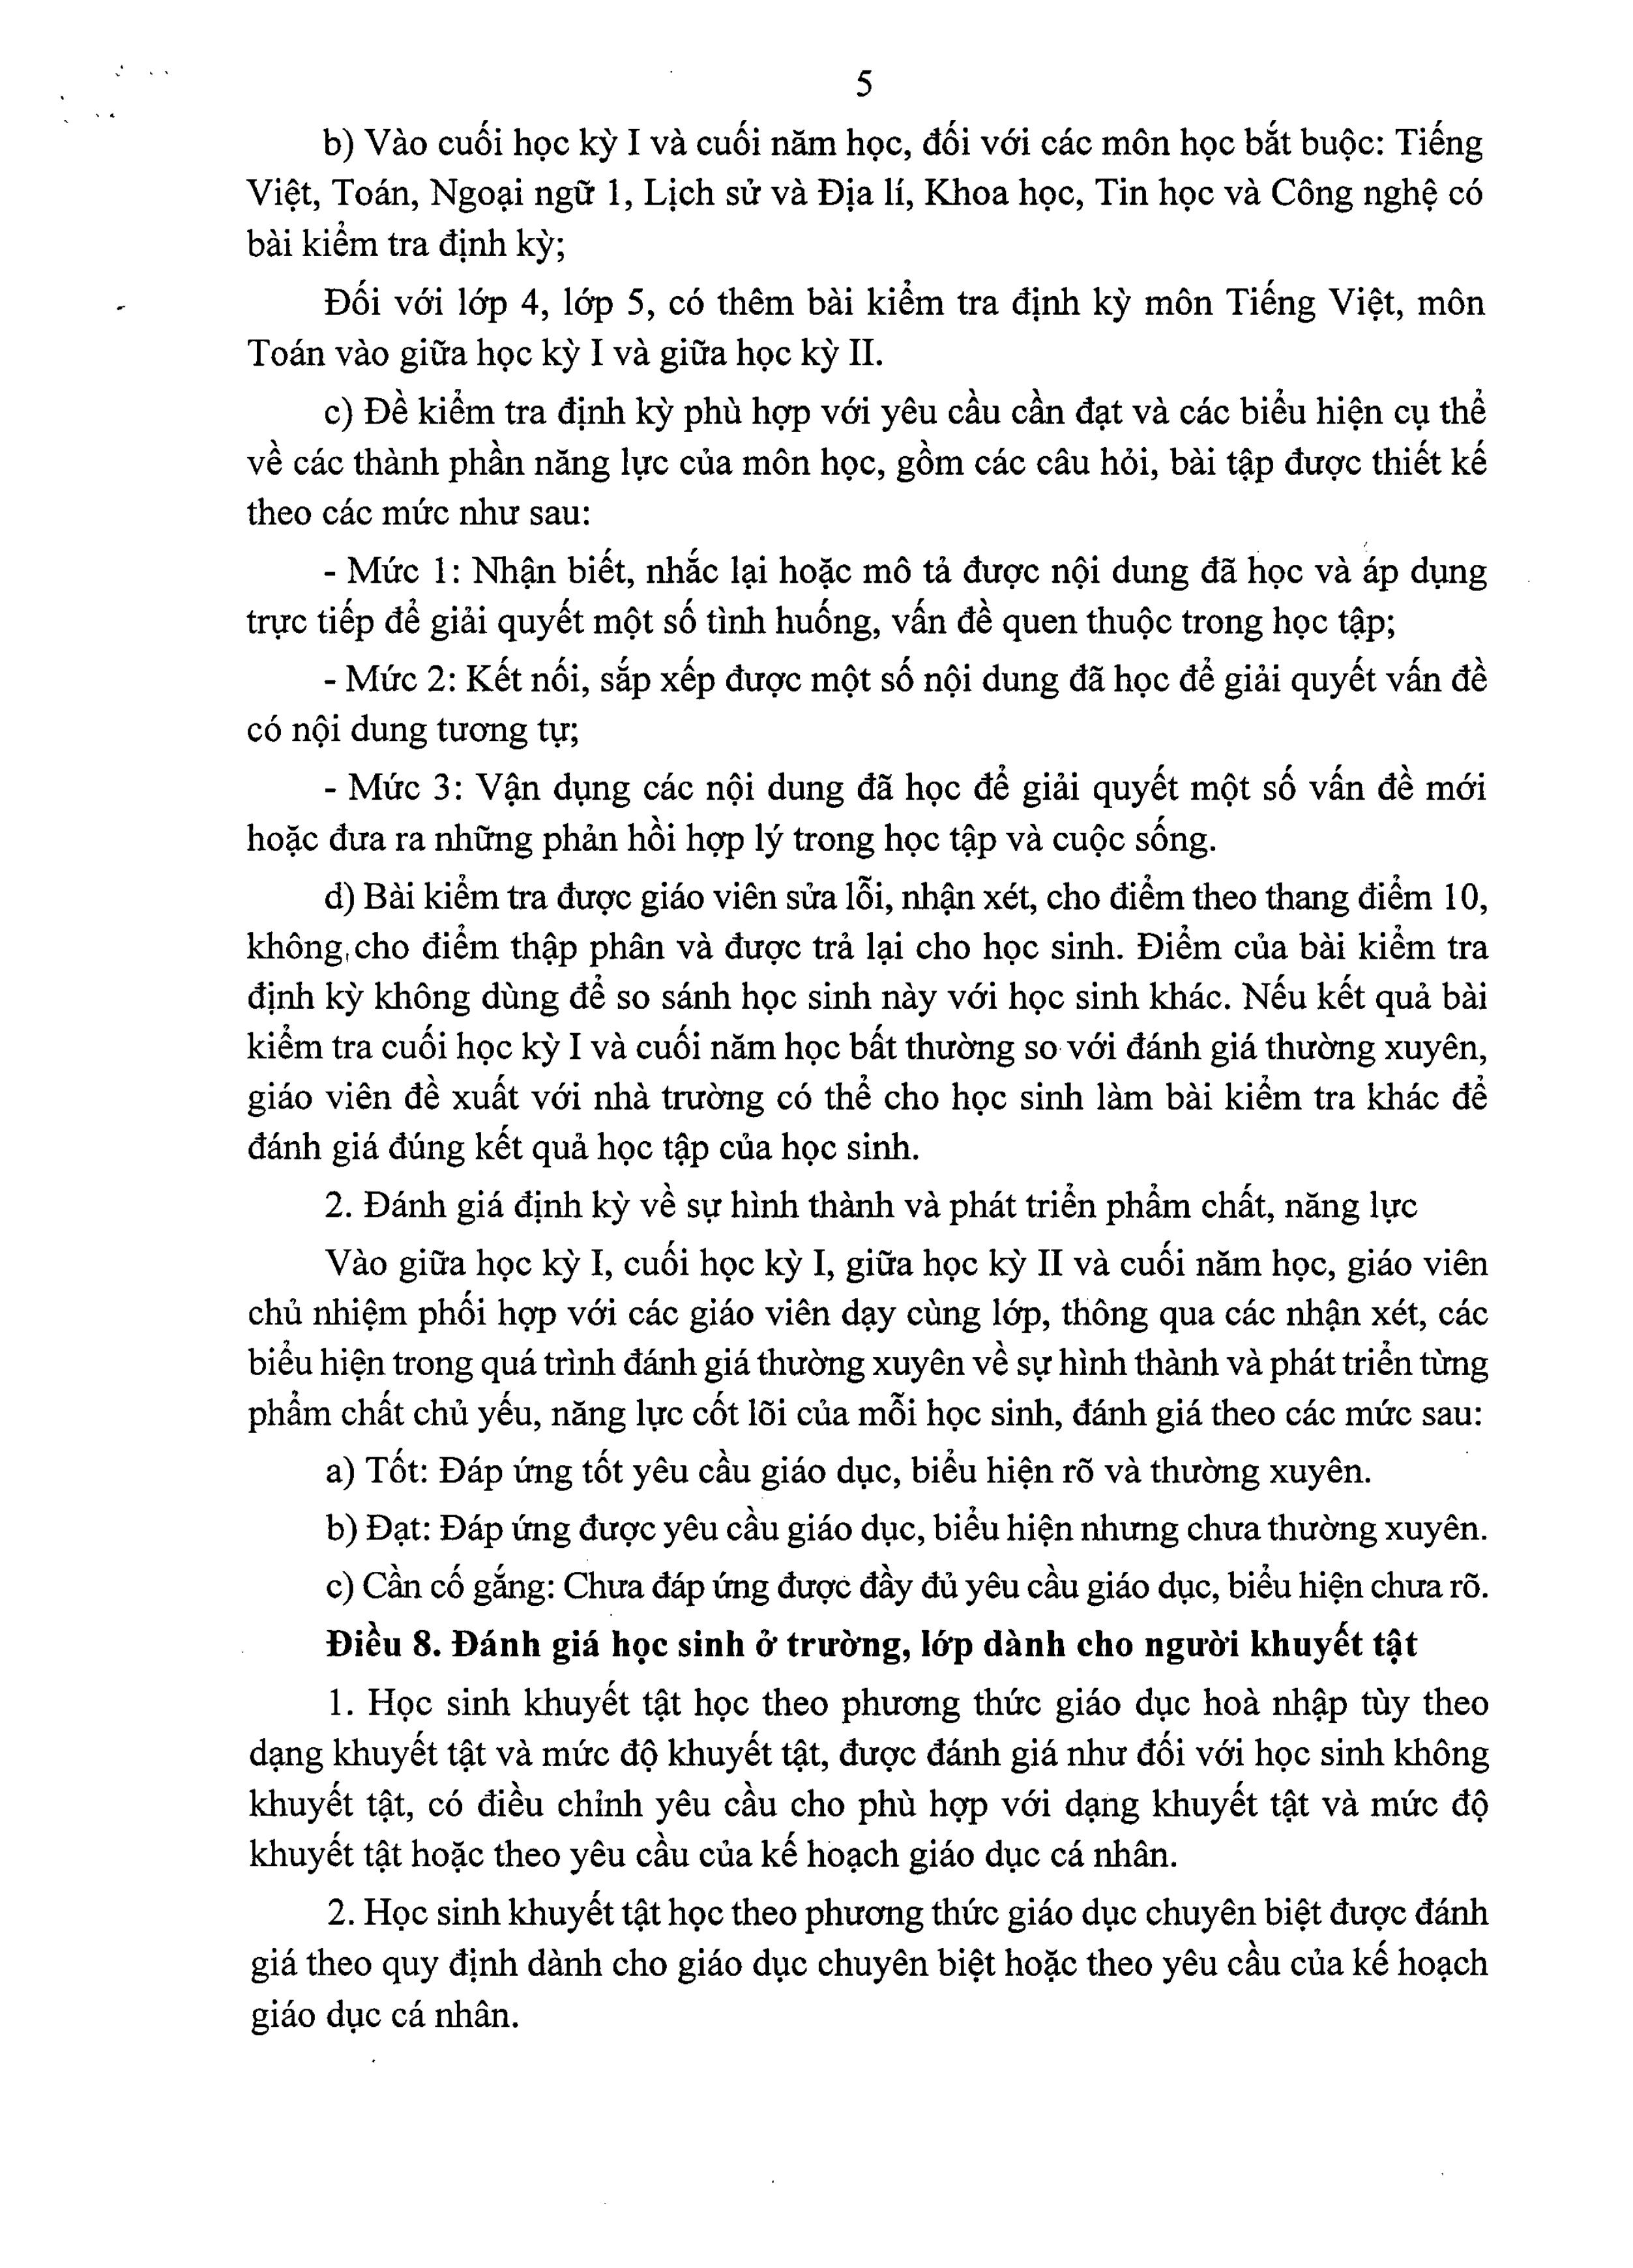 5
b) Vào cuối học kỳ I và cuối năm học, đối với các môn học bắt buộc: Tiếng
Việt, Toán, Ngoại ngữ 1, Lịch sử và Địa lí, Khoa học, Tin học và Công nghệ có
bài kiểm tra định kỳ;
Đối với lớp 4, lớp 5, có thêm bài kiểm tra định kỳ môn Tiếng Việt, môn
Toán vào giữa học kỳ I và giữa học kỳ II.
c) Đề kiểm tra định kỳ phù hợp với yêu cầu cần đạt và các biểu hiện cụ thể
về các thành phần năng lực của môn học, gồm các câu hỏi, bài tập được thiết kế
theo các mức như sau:
- Mức 1: Nhận biết, nhắc lại hoặc mô tả được nội dung đã học và áp dụng
trực tiếp để giải quyết một số tình huống, vấn đề quen thuộc trong học tập;
- Mức 2: Kết nối, sắp xếp được một số nội dung đã học để giải quyết vấn đề
có nội dung tương tự;
- Mức 3: Vận dụng các nội dung đã học để giải quyết một số vấn đề mới
hoặc đưa ra những phản hồi hợp lý trong học tập và cuộc sống.
d) Bài kiểm tra được giáo viên sửa lỗi, nhận xét, cho điểm theo thang điểm 10,
không cho điểm thập phân và được trả lại cho học sinh. Điểm của bài kiểm tra
định kỳ không dùng để so sánh học sinh này với học sinh khác. Nếu kết quả bài
kiểm tra cuối học kỳ I và cuối năm học bất thường so với đánh giá thường xuyên,
giáo viên đề xuất với nhà trường có thể cho học sinh làm bài kiểm tra khác để
đánh giá đúng kết quả học tập của học sinh.
2. Đánh giá định kỳ về sự hình thành và phát triển phẩm chất, năng lực
Vào giữa học kỳ I, cuối học kỳ I, giữa học kỳ II và cuối năm học, giáo viên
chủ nhiệm phối hợp với các giáo viên dạy cùng lớp, thông qua các nhận xét, các
biểu hiện trong quá trình đánh giá thường xuyên về sự hình thành và phát triển từng
phẩm chất chủ yếu, năng lực cốt lõi của mỗi học sinh, đánh giá theo các mức sau:
a) Tốt: Đáp ứng tốt yêu cầu giáo dục, biểu hiện rõ và thường xuyên.
b) Đạt: Đáp ứng được yêu cầu giáo dục, biểu hiện nhưng chưa thường xuyên.
c) Cần cố gắng: Chưa đáp ứng được đầy đủ yêu cầu giáo dục, biểu hiện chưa rõ.
Điều 8. Đánh giá học sinh ở trường, lớp dành cho người khuyết tật
1. Học sinh khuyết tật học theo phương thức giáo dục hoà nhập tùy theo
dạng khuyết tật và mức độ khuyết tật, được đánh giá như đối với học sinh không
khuyết tật, có điều chỉnh yêu cầu cho phù hợp với dạng khuyết tật và mức độ
khuyết tật hoặc theo yêu cầu của kế hoạch giáo dục cá nhân.
2. Học sinh khuyết tật học theo phương thức giáo dục chuyên biệt được đánh
giá theo quy định dành cho giáo dục chuyên biệt hoặc theo yêu cầu của kế hoạch
giáo dục cá nhân.